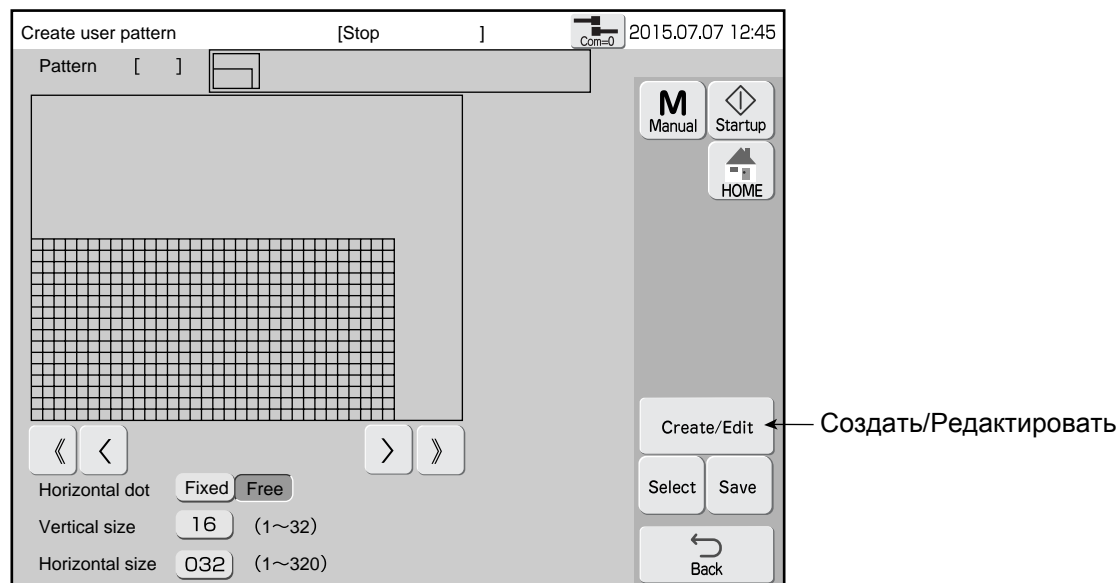 Create user pattern [Stop ] Com=0 2015.07.07 12:45
Pattern [ ]
M
Manual
Startup
HOME
Create/Edit
Создать/Редактировать
《 〈 〉 》
Horizontal dot Fixed Free
Select Save
Vertical size 16 (1～32)
Horizontal size 032 (1～320)
Back